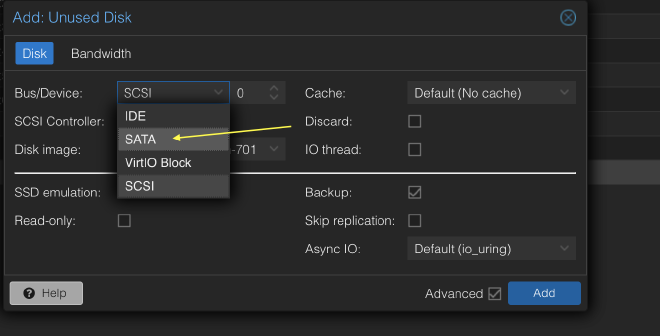 Add: Unused Disk
Disk Bandwidth
Bus/Device: SCSI 0 Cache: Default (No cache)
IDE
SCSI Controller: Discard:
SATA
Disk image: -701 IO thread:
VirtIO Block
SCSI
SSD emulation: Backup:
Read-only: Skip replication:
Async IO: Default (io_uring)
Help Advanced Add